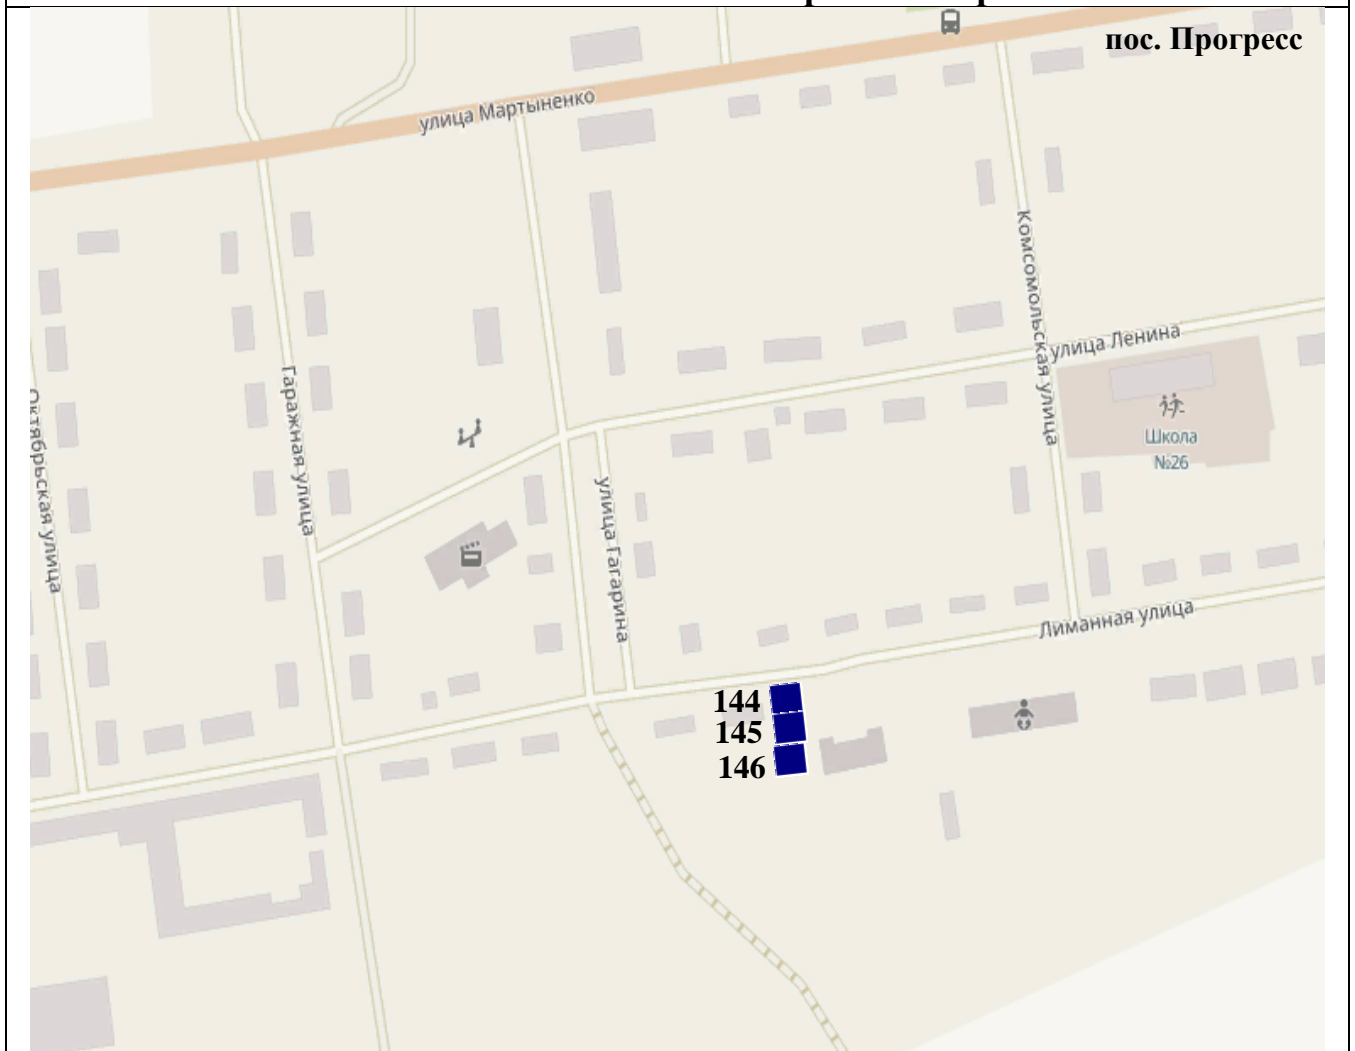 пос. Прогресс
улица Мартыненко
Комсомольская улица
улица Ленина
Гаражная улица
Октябрьская улица
Школа
№26
улица Гагарина
Лиманная улица
144
145
146